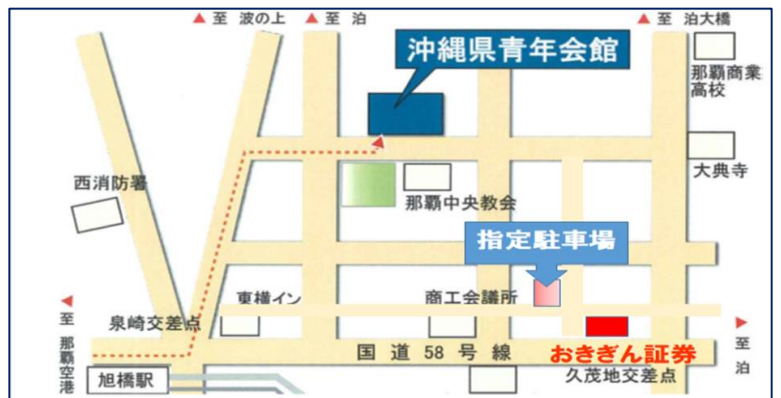 至 波の上
至 泊
至 泊大橋
沖縄県青年会館
那覇商業
高校
大典寺
西消防署
那覇中央教会
指定駐車場
東横イン
商工会議所
泉崎交差点
至 那覇空港
国道58号線
おきぎん証券
至 泊
旭橋駅
久茂地交差点